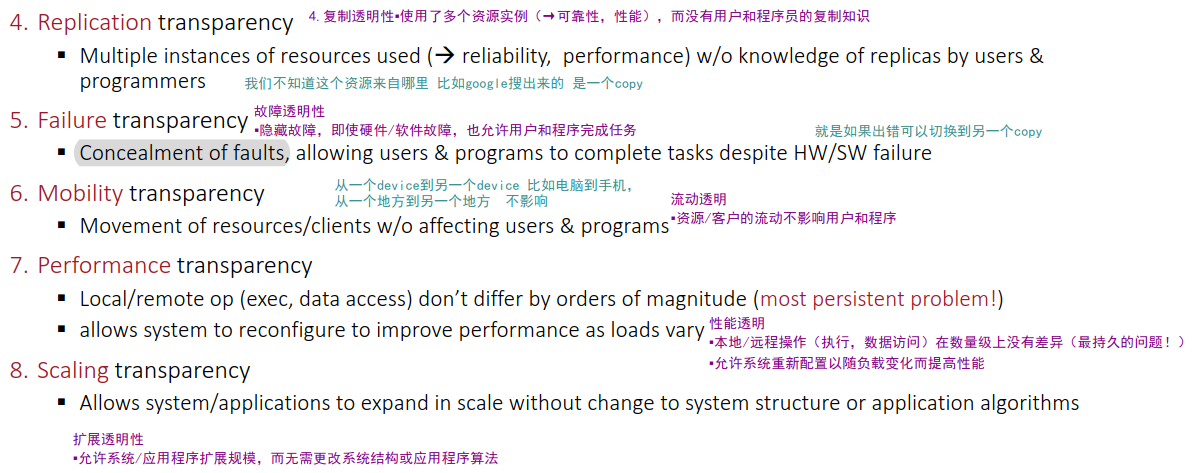 4. Replication transparency
4. 复制透明性▪使用了多个资源实例（→可靠性，性能），而没有用户和程序员的复制知识
▪ Multiple instances of resources used (→ reliability, performance) w/o knowledge of replicas by users &
programmers
我们不知道这个资源来自哪里 比如google搜出来的 是一个copy
5. Failure transparency
故障透明性
▪隐藏故障，即使硬件/软件故障，也允许用户和程序完成任务
就是如果出错可以切换到另一个copy
▪ Concealment of faults, allowing users & programs to complete tasks despite HW/SW failure
6. Mobility transparency
从一个device到另一个device 比如电脑到手机，
从一个地方到另一个地方 不影响
▪ Movement of resources/clients w/o affecting users & programs
流动透明
▪资源/客户的流动不影响用户和程序
7. Performance transparency
▪ Local/remote op (exec, data access) don’t differ by orders of magnitude (most persistent problem!)
▪ allows system to reconfigure to improve performance as loads vary
性能透明
▪本地/远程操作（执行，数据访问）在数量级上没有差异（最持久的问题！）
▪允许系统重新配置以随负载变化而提高性能
8. Scaling transparency
▪ Allows system/applications to expand in scale without change to system structure or application algorithms
扩展透明性
▪允许系统/应用程序扩展规模，而无需更改系统结构或应用程序算法